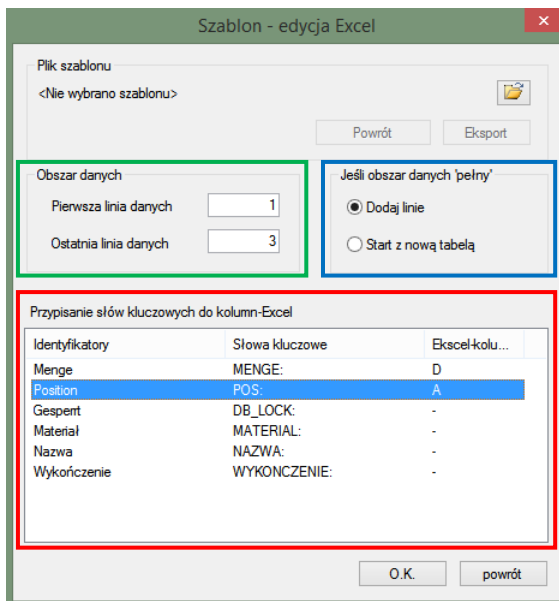 Szablon - edycja Excel
Plik szablonu
<Nie wybrano szablonu>
Powrót Eksport
Obszar danych
Pierwsza linia danych 1
Ostatnia linia danych 3
Jeśli obszar danych 'pełny'
Dodaj linie
Start z nową tabelą
Przypisanie słów kluczowych do kolumn-Excel
Identyfikatory Słowa kluczowe Ekscel-kolu...
Menge MENGE: D
Position POS: A
Gesperrt DB_LOCK: -
Materiał MATERIAL: -
Nazwa NAZWA: -
Wykończenie WYKONCZENIE: -
O.K. powrót